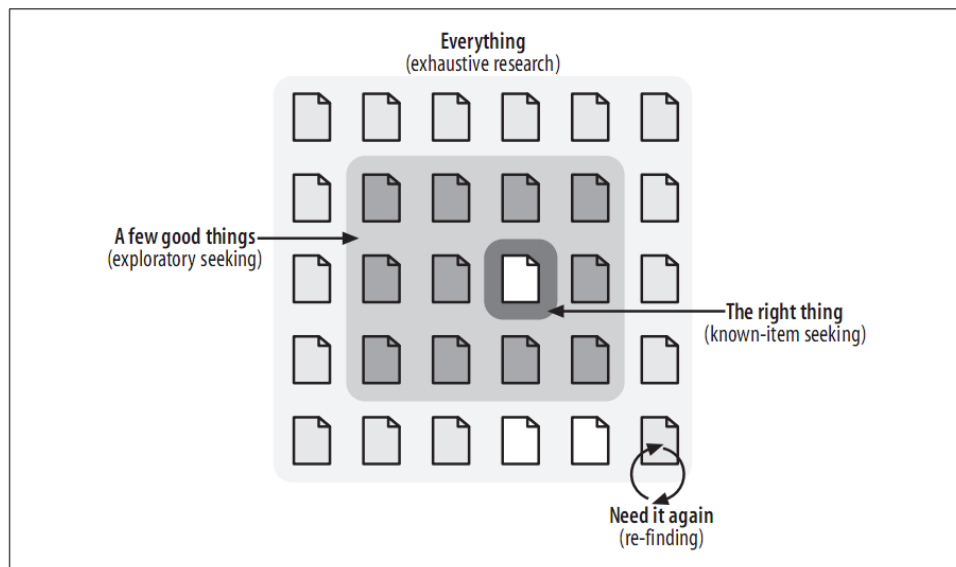 Everything
(exhaustive research)
A few good things
(exploratory seeking)
The right thing
(known-item seeking)
Need it again
(re-finding)